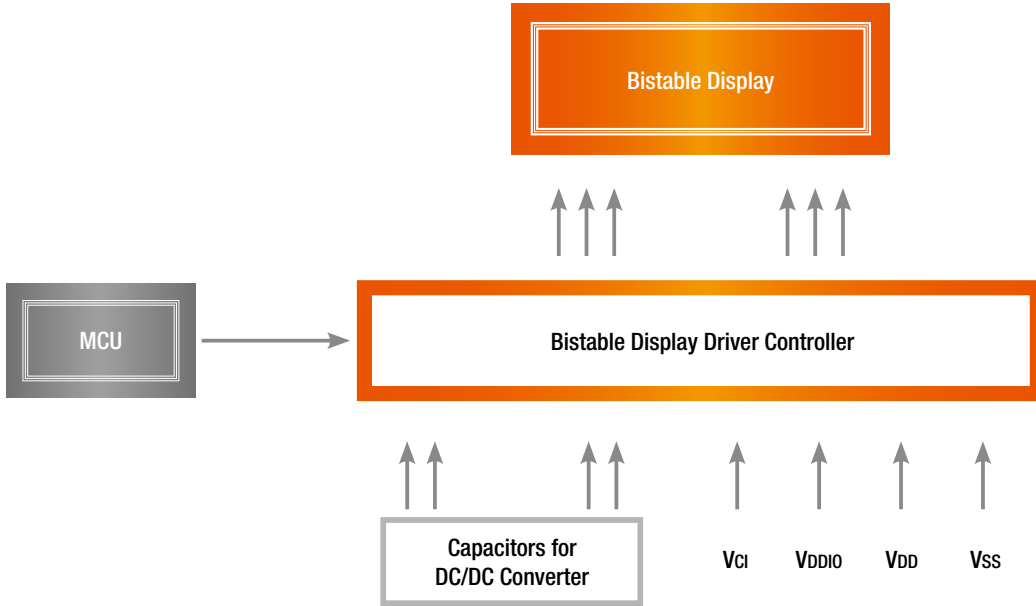 Bistable Display
MCU
Bistable Display Driver Controller
Capacitors for
DC/DC Converter
VCI
VDDIO
VDD
VSS